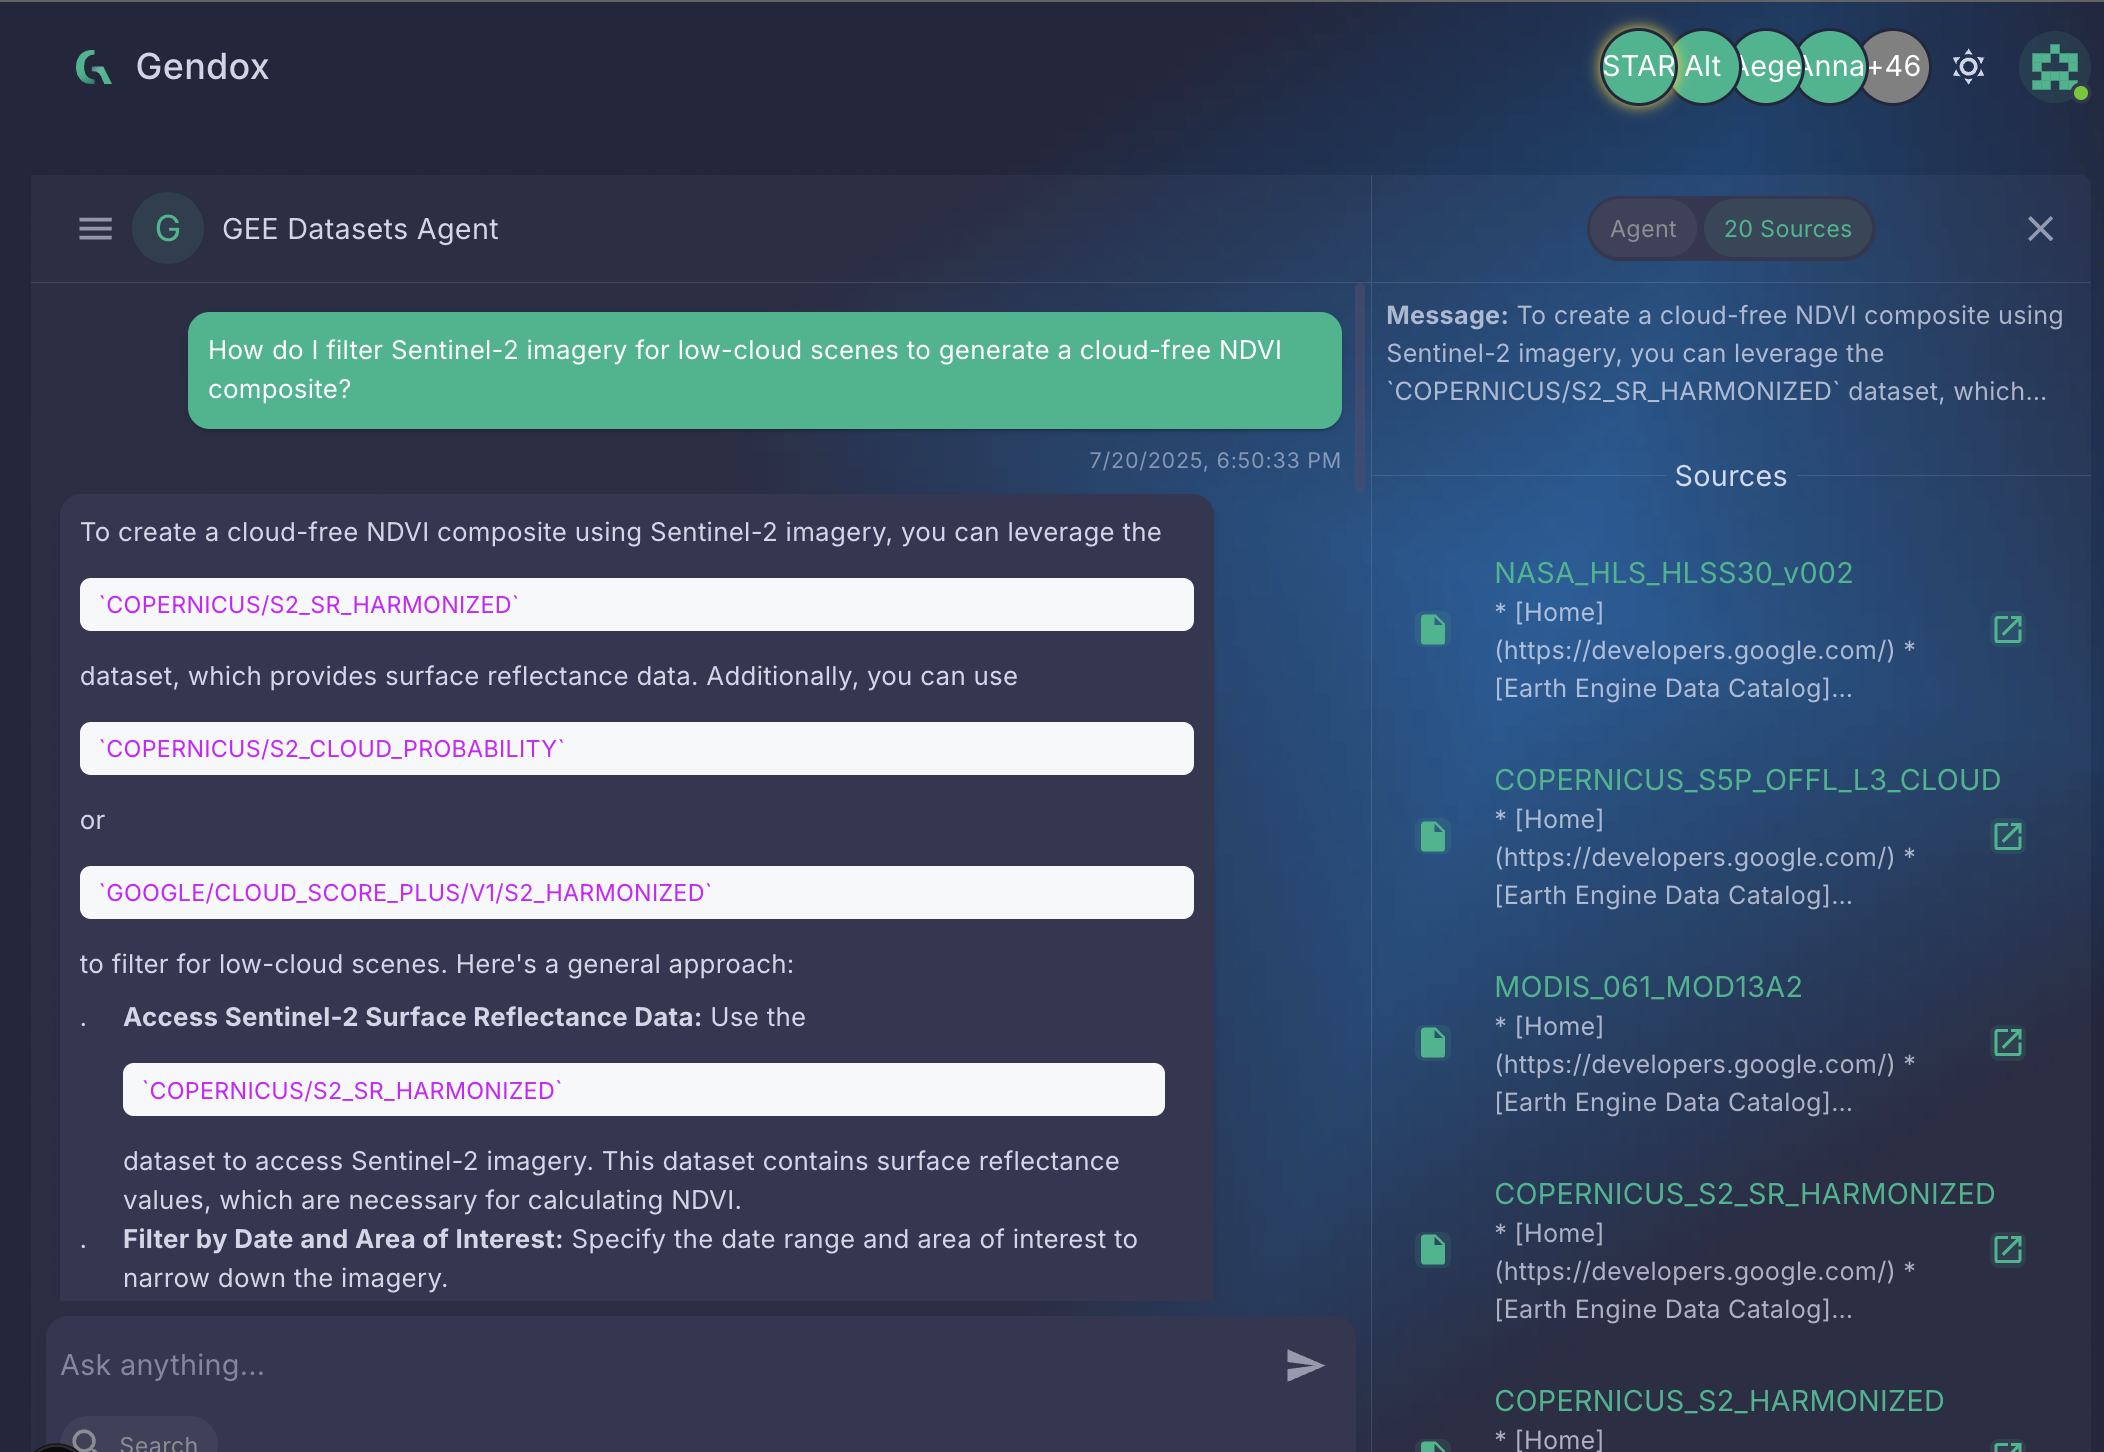 Gendox
STAR Alt Aege Anna +46
G GEE Datasets Agent
How do I filter Sentinel-2 imagery for low-cloud scenes to generate a cloud-free NDVI
composite?
7/20/2025, 6:50:33 PM
To create a cloud-free NDVI composite using Sentinel-2 imagery, you can leverage the
`COPERNICUS/S2_SR_HARMONIZED`
dataset, which provides surface reflectance data. Additionally, you can use
`COPERNICUS/S2_CLOUD_PROBABILITY`
or
`GOOGLE/CLOUD_SCORE_PLUS/V1/S2_HARMONIZED`
to filter for low-cloud scenes. Here's a general approach:
. Access Sentinel-2 Surface Reflectance Data: Use the
`COPERNICUS/S2_SR_HARMONIZED`
dataset to access Sentinel-2 imagery. This dataset contains surface reflectance
values, which are necessary for calculating NDVI.
. Filter by Date and Area of Interest: Specify the date range and area of interest to
narrow down the imagery.
Ask anything...
Search
Agent 20 Sources
Message: To create a cloud-free NDVI composite using
Sentinel-2 imagery, you can leverage the
`COPERNICUS/S2_SR_HARMONIZED` dataset, which...
Sources
NASA_HLS_HLSS30_v002
* [Home]
(https://developers.google.com/) *
[Earth Engine Data Catalog]...
COPERNICUS_S5P_OFFL_L3_CLOUD
* [Home]
(https://developers.google.com/) *
[Earth Engine Data Catalog]...
MODIS_061_MOD13A2
* [Home]
(https://developers.google.com/) *
[Earth Engine Data Catalog]...
COPERNICUS_S2_SR_HARMONIZED
* [Home]
(https://developers.google.com/) *
[Earth Engine Data Catalog]...
COPERNICUS_S2_HARMONIZED
* [Home]